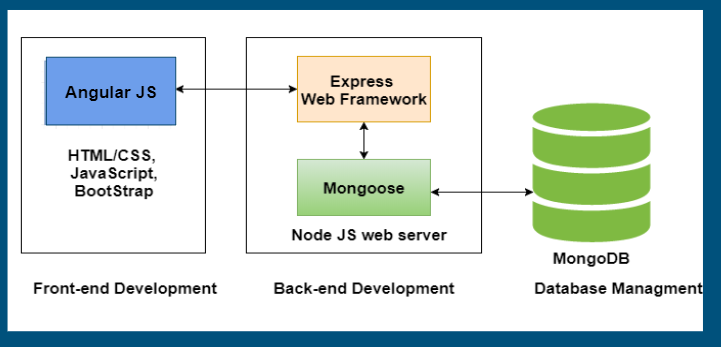 Angular JS
HTML/CSS,
JavaScript,
BootStrap
Front-end Development
Express
Web Framework
Mongoose
Node JS web server
Back-end Development
MongoDB
Database Managment